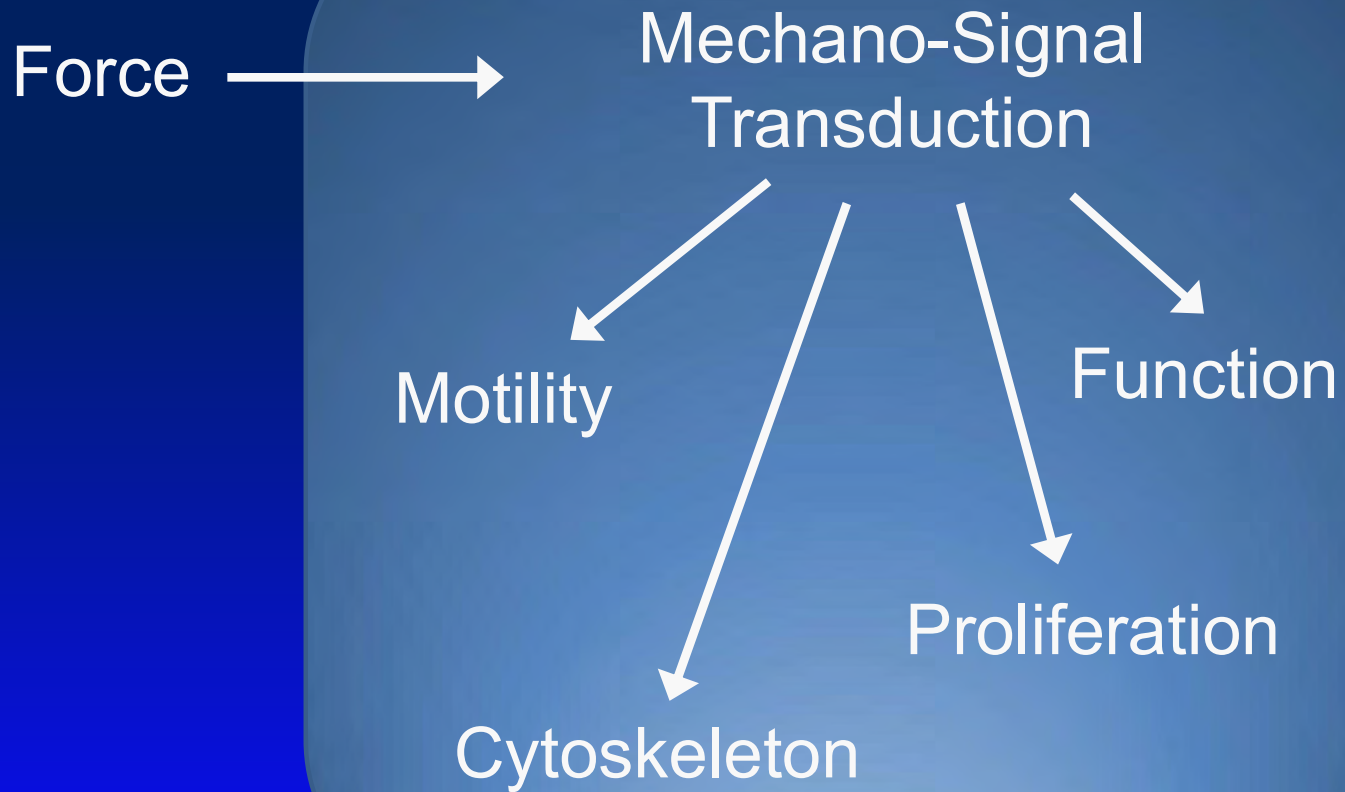 Force
Mechano-Signal
Transduction
Motility
Function
Proliferation
Cytoskeleton